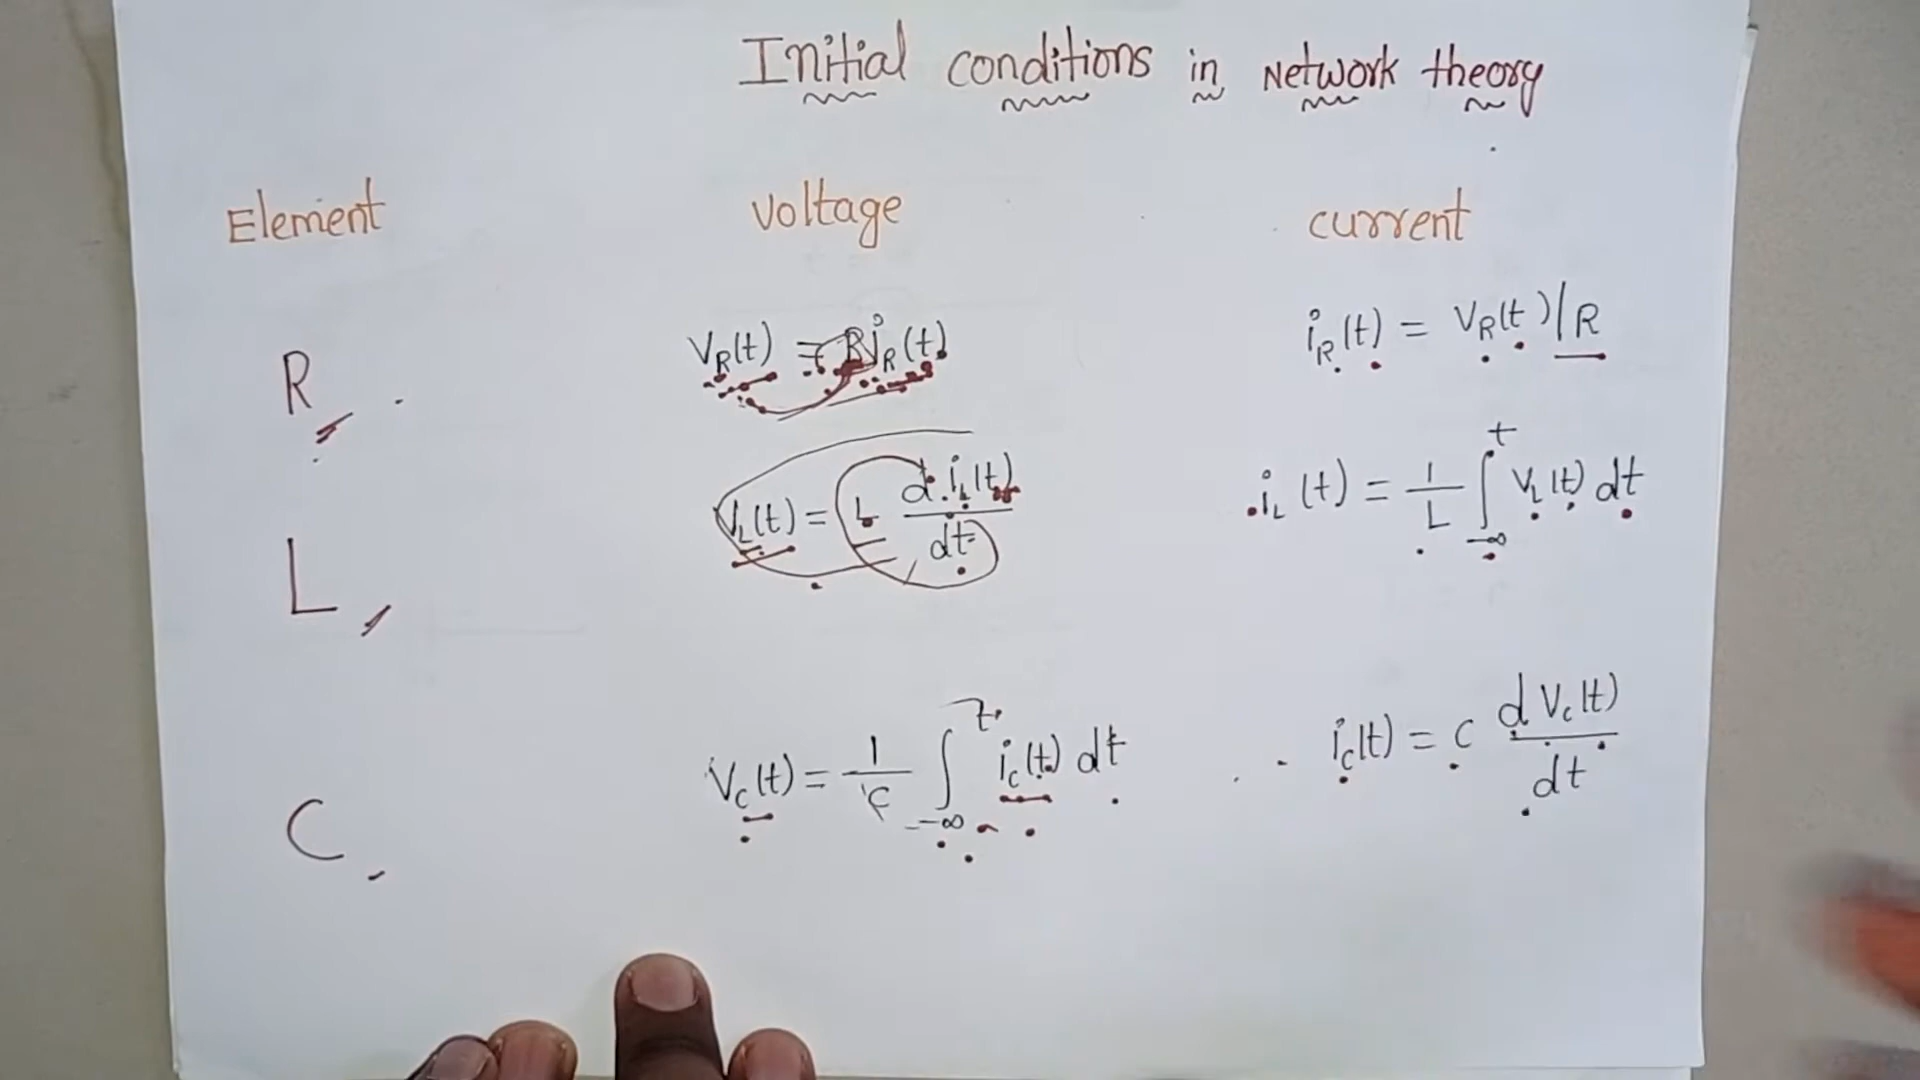 Initial conditions in Network theory
Element voltage current
R V_R(t) = R i_R(t) i_R(t) = V_R(t)/R
L V_L(t) = L d i_L(t)/dt i_L(t) = 1/L ∫_{-∞}^{t} V_L(t) dt
C V_C(t) = 1/C ∫_{-∞}^{t} i_C(t) dt i_C(t) = C d V_C(t)/dt